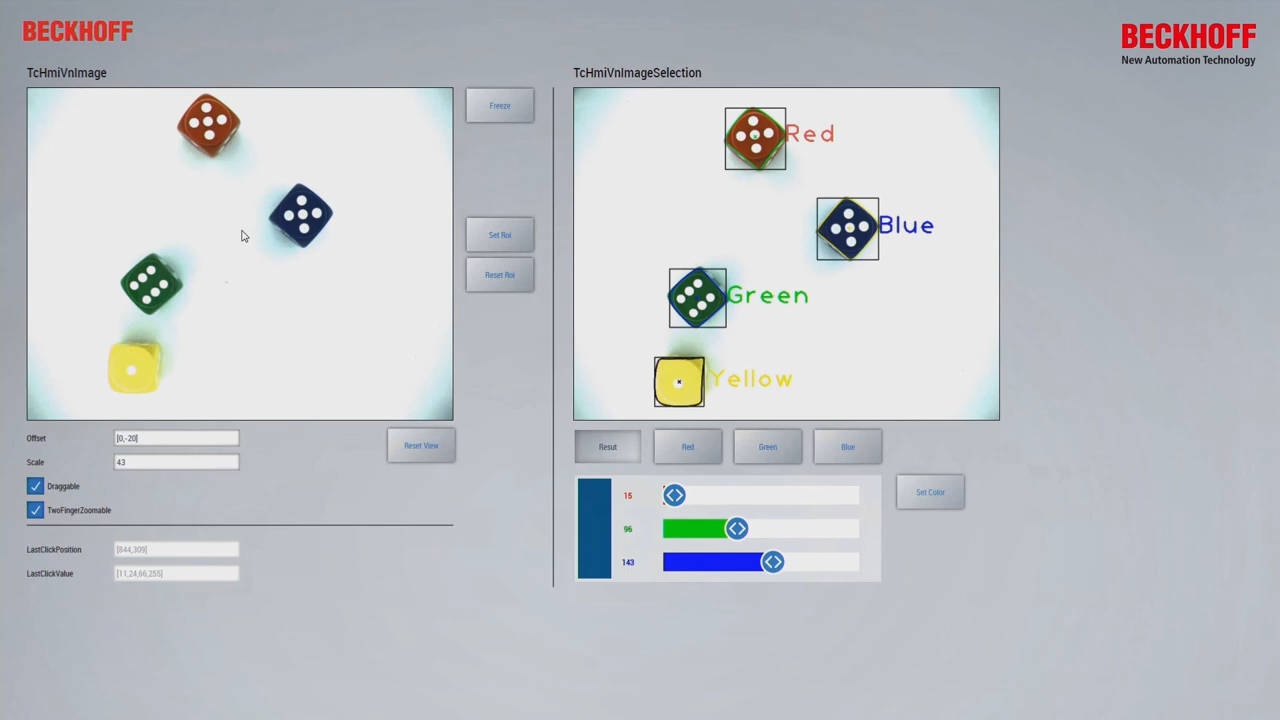 BECKHOFF
BECKHOFF
New Automation Technology
TcHmiVnImage
TcHmiVnImageSelection
Freeze
Red
Blue
Set Roi
Reset Roi
Green
Yellow
Offset
[0,-20]
Reset View
Scale
43
Draggable
TwoFingerZoomable
LastClickPosition
[844,309]
LastClickValue
[11,24,66,255]
Resut
Red
Green
Blue
15
Set Color
96
143